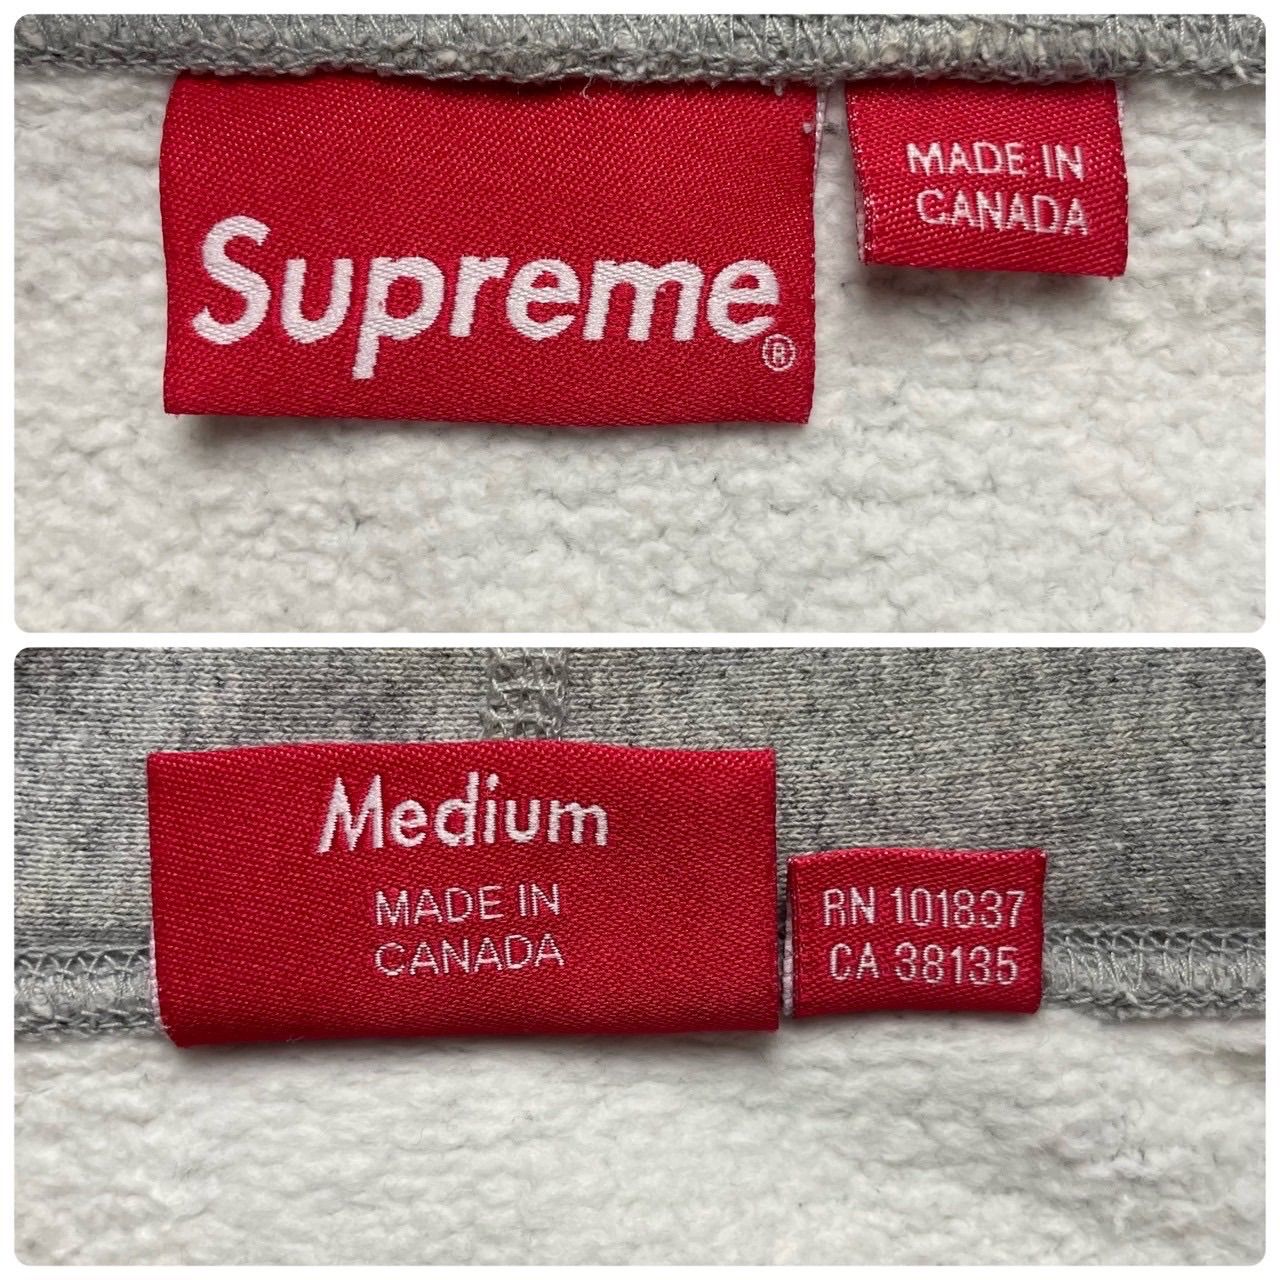 Supreme®
MADE IN
CANADA
Medium
MADE IN
CANADA
RN 101837
CA 38135